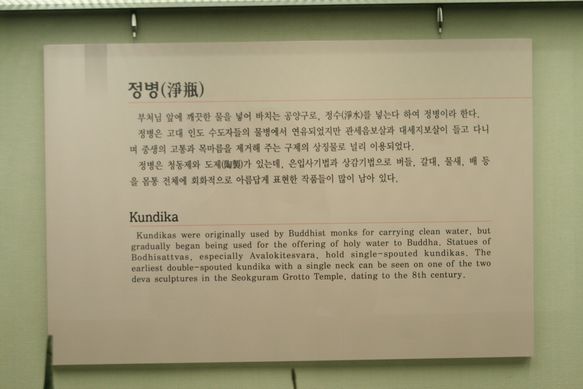 정병(淨甁)
부처님 앞에 깨끗한 물을 넣어 바치는 공양구로, 정수(淨水)를 넣는다 하여 정병이라 한다.
정병은 고대 인도 수도자들의 물병에서 연유되었지만 관세음보살과 대세지보살이 들고 다니
며 중생의 고통과 목마름을 제거해 주는 구제의 상징물로 널리 이용되었다.
정병은 청동제와 도제(陶製)가 있는데, 은입사기법과 상감기법으로 버들, 갈대, 물새, 배 등
을 몸통 전체에 회화적으로 아름답게 표현한 작품들이 많이 남아 있다.
Kundika
Kundikas were originally used by Buddhist monks for carrying clean water, but
gradually began being used for the offering of holy water to Buddha. Statues of
Bodhisattvas, especially Avalokitesvara, hold single-spouted kundikas. The
earliest double-spouted kundika with a single neck can be seen on one of the two
deva sculptures in the Seokguram Grotto Temple, dating to the 8th century.